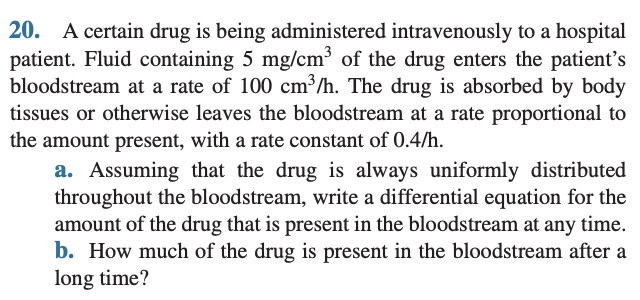 20. A certain drug is being administered intravenously to a hospital
patient. Fluid containing 5 mg/cm³ of the drug enters the patient's
bloodstream at a rate of 100 cm³/h. The drug is absorbed by body
tissues or otherwise leaves the bloodstream at a rate proportional to
the amount present, with a rate constant of 0.4/h.
a. Assuming that the drug is always uniformly distributed
throughout the bloodstream, write a differential equation for the
amount of the drug that is present in the bloodstream at any time.
b. How much of the drug is present in the bloodstream after a
long time?